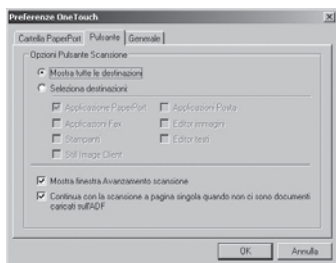 Preferenze OneTouch
Cartella PaperPort Pulsante Generale
Opzioni Pulsante Scansione
Mostra tutte le destinazioni
Seleziona destinazioni:
Applicazione PaperPort Applicazioni Posta
Applicazioni Fax Editor immagini
Stampanti Editor testi
Still Image Client
Mostra finestra Avanzamento scansione
Continua con la scansione a pagina singola quando non ci sono documenti
caricati sull'ADF
OK Annulla